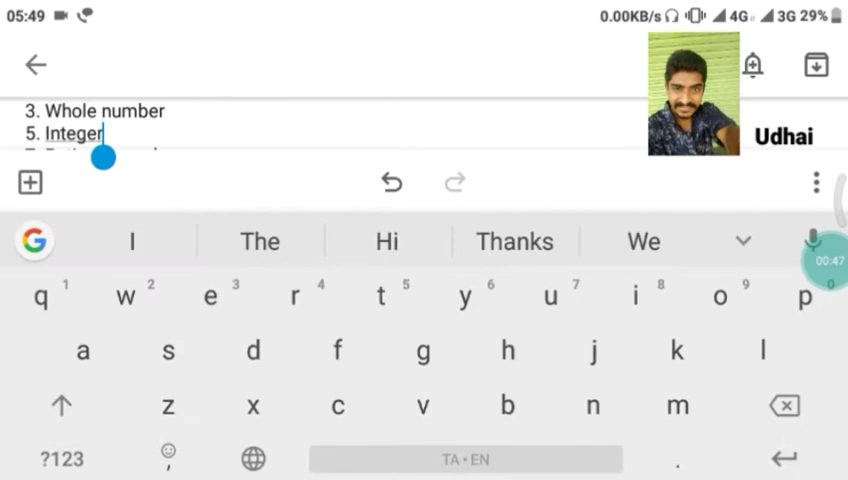 05:49
0.00KB/s 4G 3G 29%
3. Whole number
5. Integer
Udhai
I The Hi Thanks We
00:47
q 1 w 2 e 3 r 4 t 5 y 6 u 7 i 8 o 9 p 0
a s d f g h j k l
z x c v b n m
?123 , TA • EN .